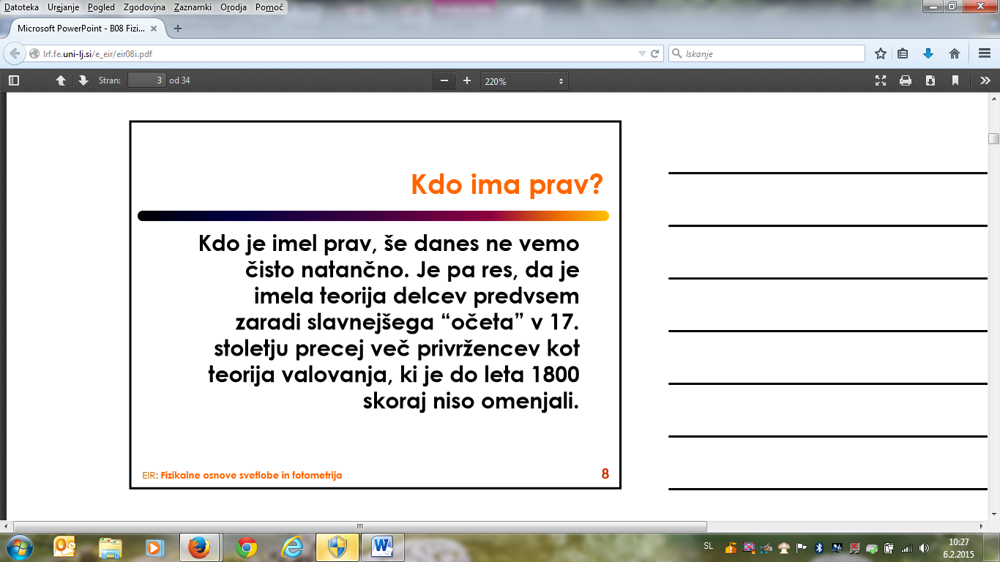 Datoteka Urejanje Pogled Zgodovina Zaznamki Orodja Pomoč
Microsoft PowerPoint - B08 Fizi...
lrf.fe.uni-lj.si/e_eir/eir08i.pdf
Iskanje
Stran: 3 od 34
220%
Kdo ima prav?
Kdo je imel prav, še danes ne vemo
čisto natančno. Je pa res, da je
imela teorija delcev predvsem
zaradi slavnejšega “očeta” v 17.
stoletju precej več privržencev kot
teorija valovanja, ki je do leta 1800
skoraj niso omenjali.
EIR: Fizikalne osnove svetlobe in fotometrija
8
SL
10:27
6.2.2015